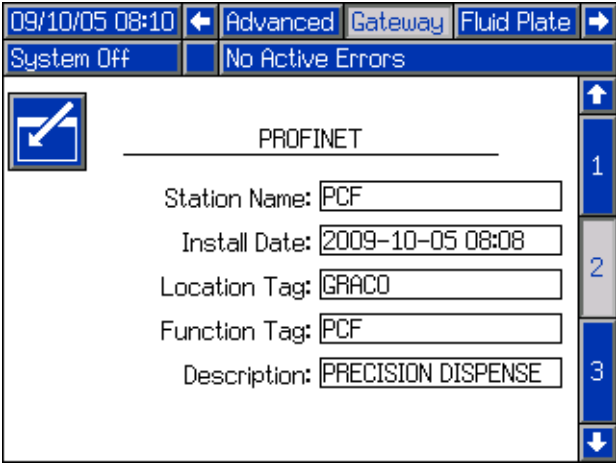 09/10/05 08:10 Advanced Gateway Fluid Plate
System Off No Active Errors
PROFINET
1
Station Name: PCF
Install Date: 2009-10-05 08:08
2
Location Tag: GRACO
Function Tag: PCF
Description: PRECISION DISPENSE
3